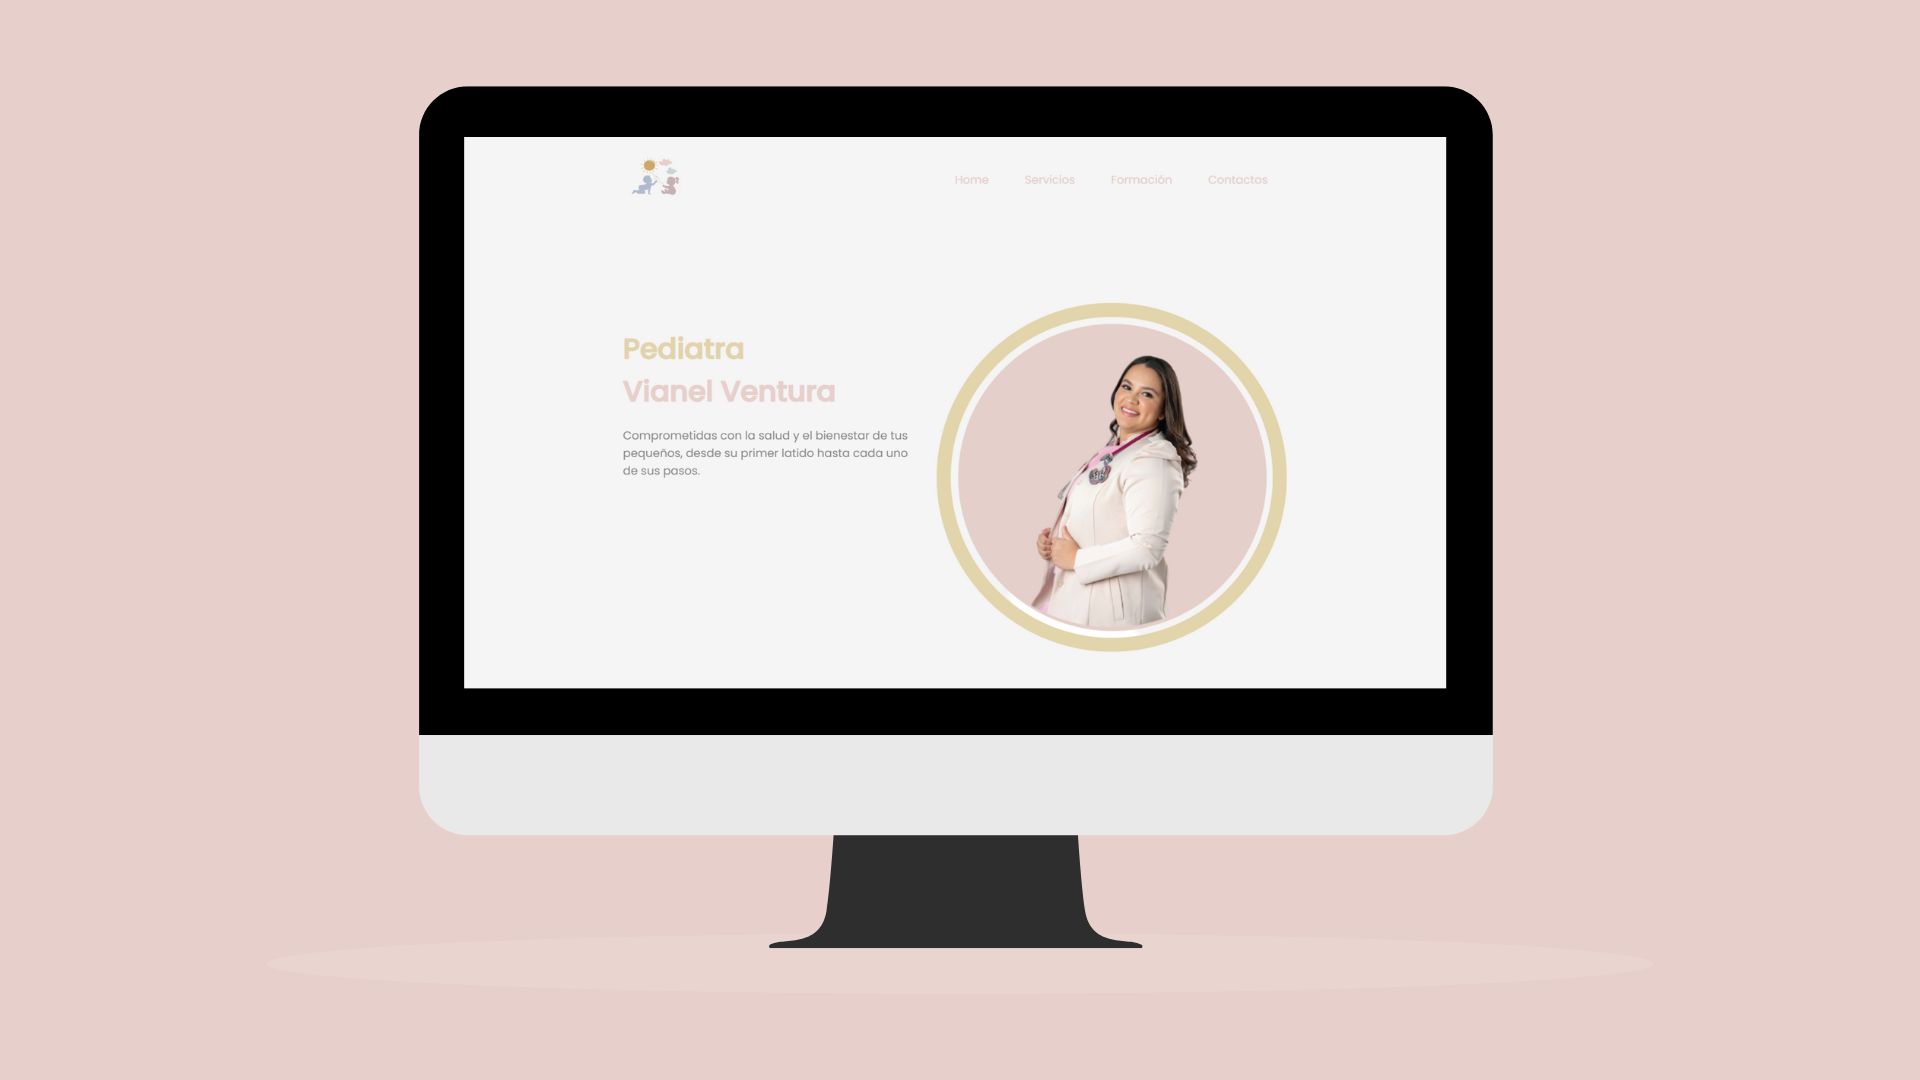 Home Servicios Formación Contactos
Pediatra
Vianel Ventura
Comprometidas con la salud y el bienestar de tus
pequeños, desde su primer latido hasta cada uno
de sus pasos.